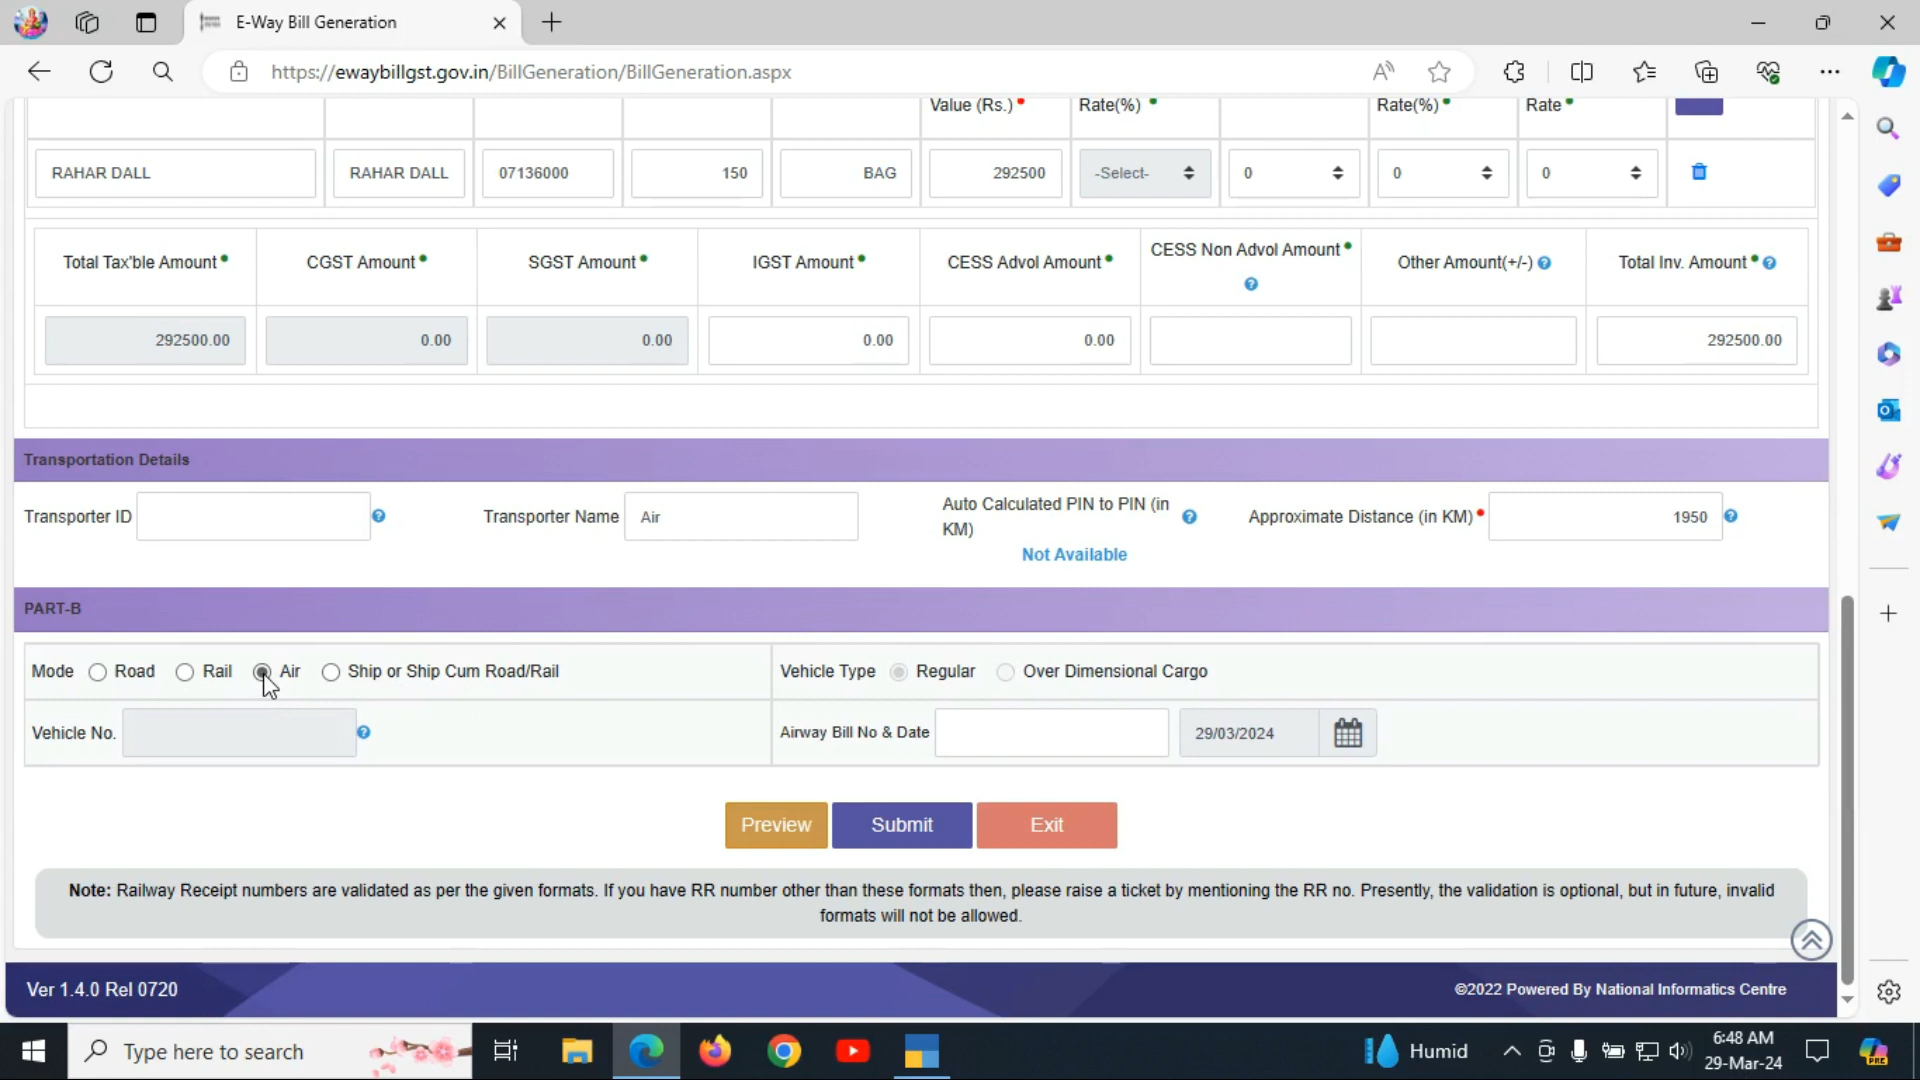 E-Way Bill Generation
https://ewaybillgst.gov.in/BillGeneration/BillGeneration.aspx
Value (Rs.) Rate(%) Rate(%) Rate
RAHAR DALL RAHAR DALL 07136000 150 BAG 292500 -Select- 0 0 0
Total Tax'ble Amount CGST Amount SGST Amount IGST Amount CESS Advol Amount CESS Non Advol Amount Other Amount(+/-) Total Inv. Amount
292500.00 0.00 0.00 0.00 0.00 292500.00
Transportation Details
Transporter ID Transporter Name Air Auto Calculated PIN to PIN (in
KM) Approximate Distance (in KM) 1950
Not Available
PART-B
Mode Road Rail Air Ship or Ship Cum Road/Rail Vehicle Type Regular Over Dimensional Cargo
Vehicle No. Airway Bill No & Date 29/03/2024
Preview Submit Exit
Note: Railway Receipt numbers are validated as per the given formats. If you have RR number other than these formats then, please raise a ticket by mentioning the RR no. Presently, the validation is optional, but in future, invalid
formats will not be allowed.
Ver 1.4.0 Rel 0720 ©2022 Powered By National Informatics Centre
Type here to search Humid 6:48 AM
29-Mar-24
PRE